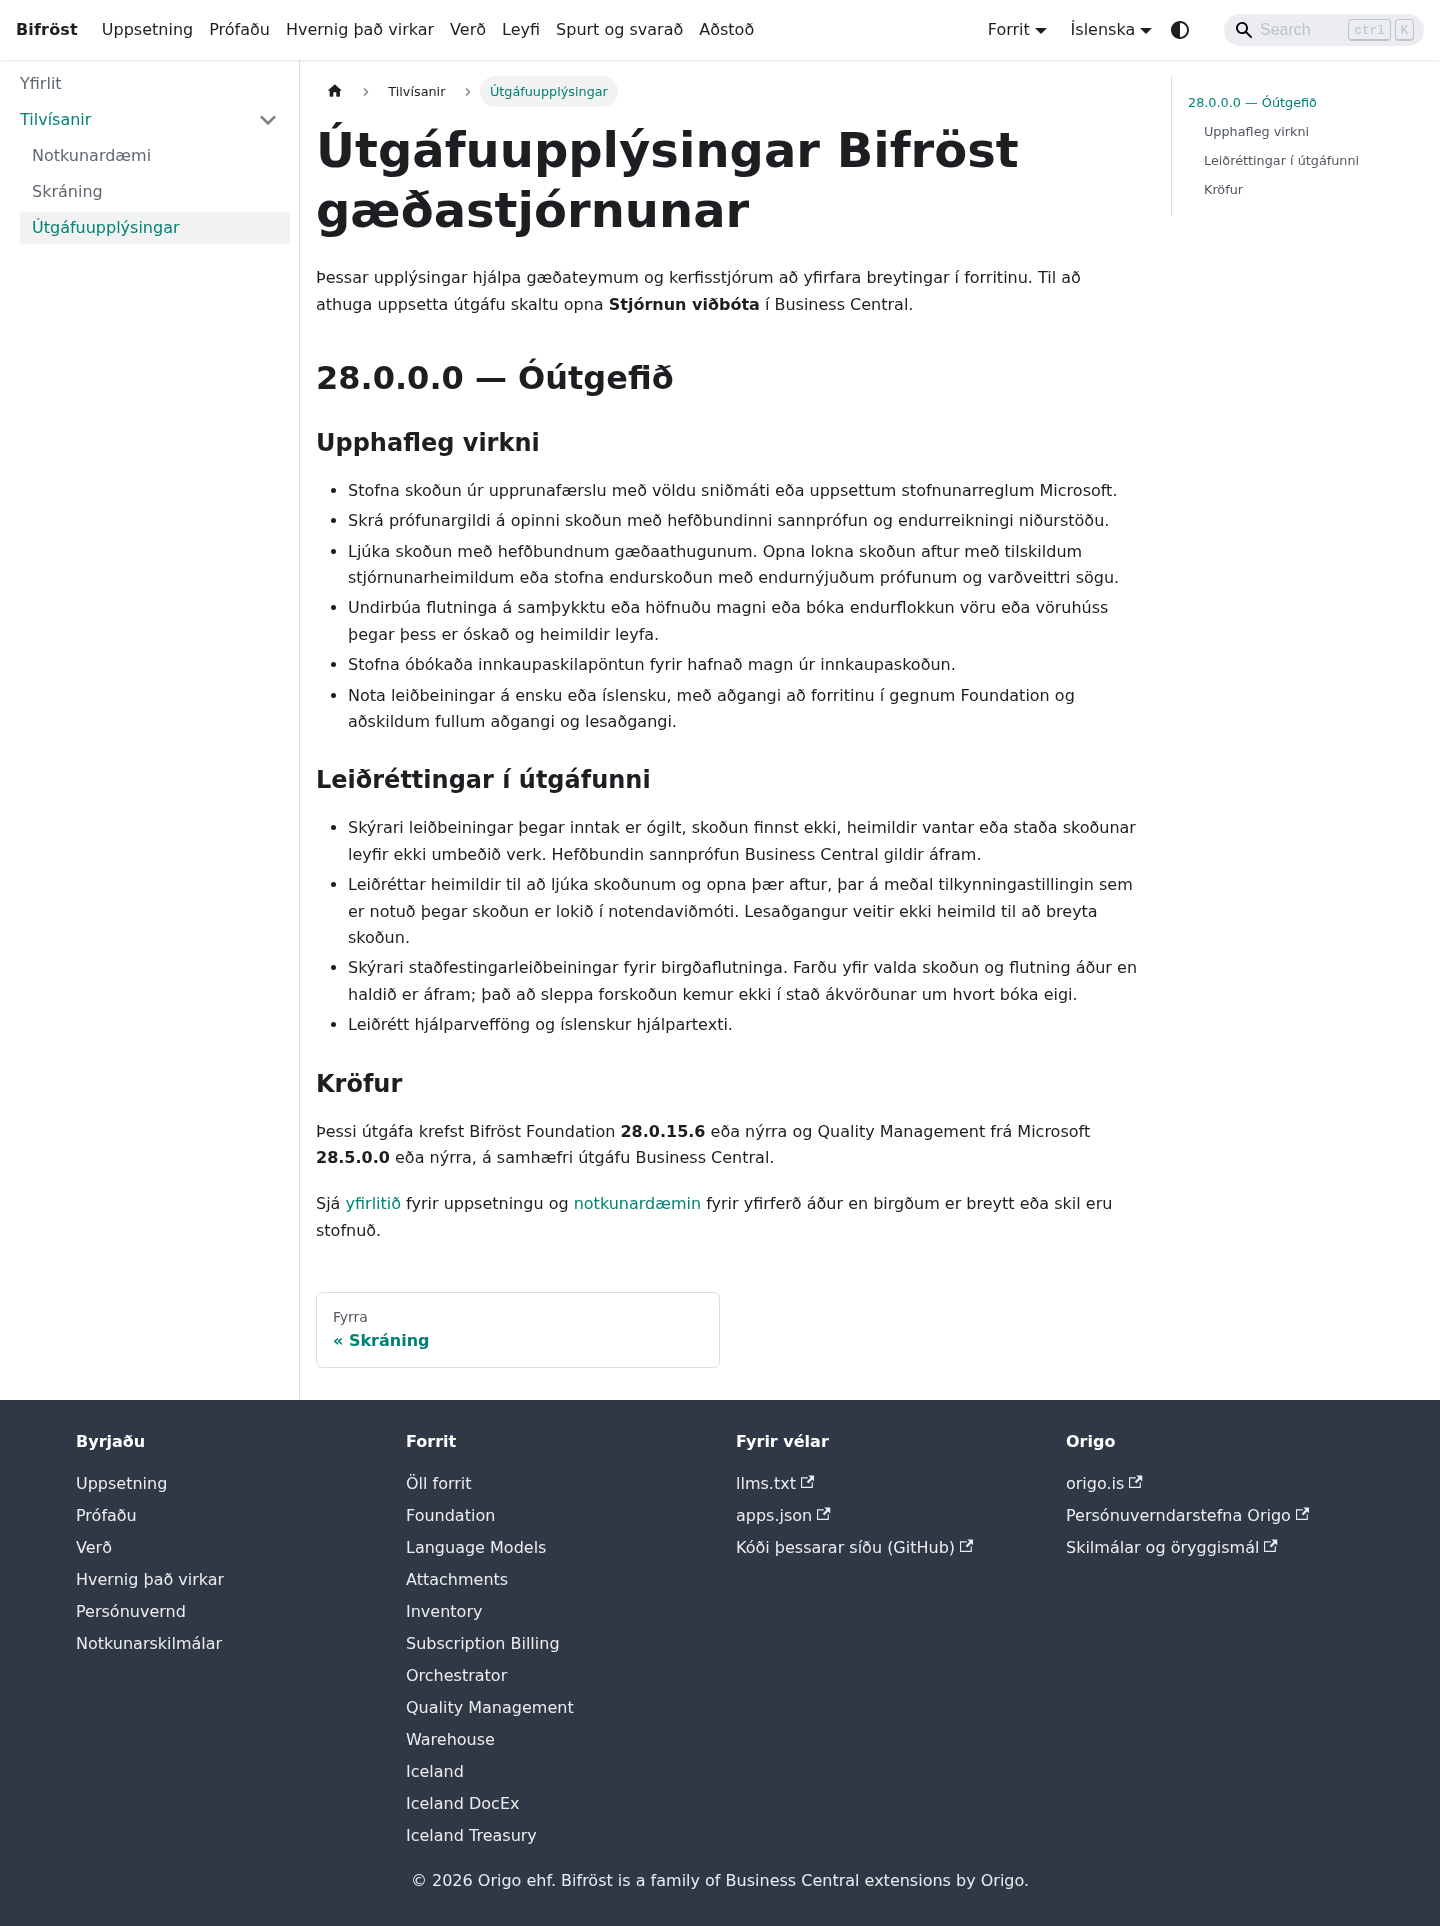 Bifröst Uppsetning Prófaðu Hvernig það virkar Verð Leyfi Spurt og svarað Aðstoð Forrit Íslenska Search ctrl K
Yfirlit
Tilvísanir
Notkunardæmi
Skráning
Útgáfuupplýsingar
Tilvísanir
Útgáfuupplýsingar
Útgáfuupplýsingar Bifröst
gæðastjórnunar
Þessar upplýsingar hjálpa gæðateymum og kerfisstjórum að yfirfara breytingar í forritinu. Til að
athuga uppsetta útgáfu skaltu opna Stjórnun viðbóta í Business Central.
28.0.0.0 — Óútgefið
Upphafleg virkni
Stofna skoðun úr upprunafærslu með völdu sniðmáti eða uppsettum stofnunarreglum Microsoft.
Skrá prófunargildi á opinni skoðun með hefðbundinni sannprófun og endurreikningi niðurstöðu.
Ljúka skoðun með hefðbundnum gæðaathugunum. Opna lokna skoðun aftur með tilskildum
stjórnunarheimildum eða stofna endurskoðun með endurnýjuðum prófunum og varðveittri sögu.
Undirbúa flutninga á samþykktu eða höfnuðu magni eða bóka endurflokkun vöru eða vöruhúss
þegar þess er óskað og heimildir leyfa.
Stofna óbókaða innkaupaskilapöntun fyrir hafnað magn úr innkaupaskoðun.
Nota leiðbeiningar á ensku eða íslensku, með aðgangi að forritinu í gegnum Foundation og
aðskildum fullum aðgangi og lesaðgangi.
Leiðréttingar í útgáfunni
Skýrari leiðbeiningar þegar inntak er ógilt, skoðun finnst ekki, heimildir vantar eða staða skoðunar
leyfir ekki umbeðið verk. Hefðbundin sannprófun Business Central gildir áfram.
Leiðréttar heimildir til að ljúka skoðunum og opna þær aftur, þar á meðal tilkynningastillingin sem
er notuð þegar skoðun er lokið í notendaviðmóti. Lesaðgangur veitir ekki heimild til að breyta
skoðun.
Skýrari staðfestingarleiðbeiningar fyrir birgðaflutninga. Farðu yfir valda skoðun og flutning áður en
haldið er áfram; það að sleppa forskoðun kemur ekki í stað ákvörðunar um hvort bóka eigi.
Leiðrétt hjálparvefföng og íslenskur hjálpartexti.
Kröfur
Þessi útgáfa krefst Bifröst Foundation 28.0.15.6 eða nýrra og Quality Management frá Microsoft
28.5.0.0 eða nýrra, á samhæfri útgáfu Business Central.
Sjá yfirlitið fyrir uppsetningu og notkunardæmin fyrir yfirferð áður en birgðum er breytt eða skil eru
stofnuð.
Fyrra
« Skráning
28.0.0.0 — Óútgefið
Upphafleg virkni
Leiðréttingar í útgáfunni
Kröfur
Byrjaðu
Uppsetning
Prófaðu
Verð
Hvernig það virkar
Persónuvernd
Notkunarskilmálar
Forrit
Öll forrit
Foundation
Language Models
Attachments
Inventory
Subscription Billing
Orchestrator
Quality Management
Warehouse
Iceland
Iceland DocEx
Iceland Treasury
Fyrir vélar
llms.txt
apps.json
Kóði þessarar síðu (GitHub)
Origo
origo.is
Persónuverndarstefna Origo
Skilmálar og öryggismál
© 2026 Origo ehf. Bifröst is a family of Business Central extensions by Origo.